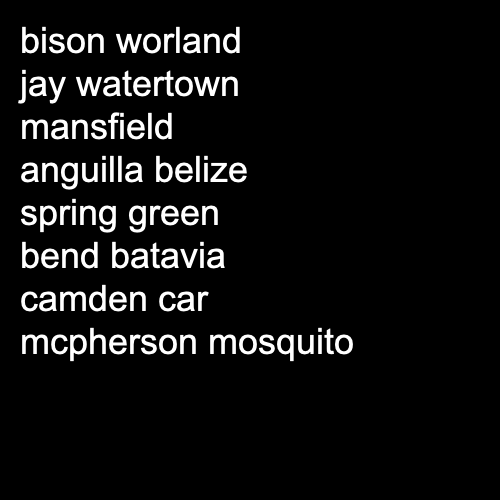 bison worland
jay watertown
mansfield
anguilla belize
spring green
bend batavia
camden car
mcpherson mosquito